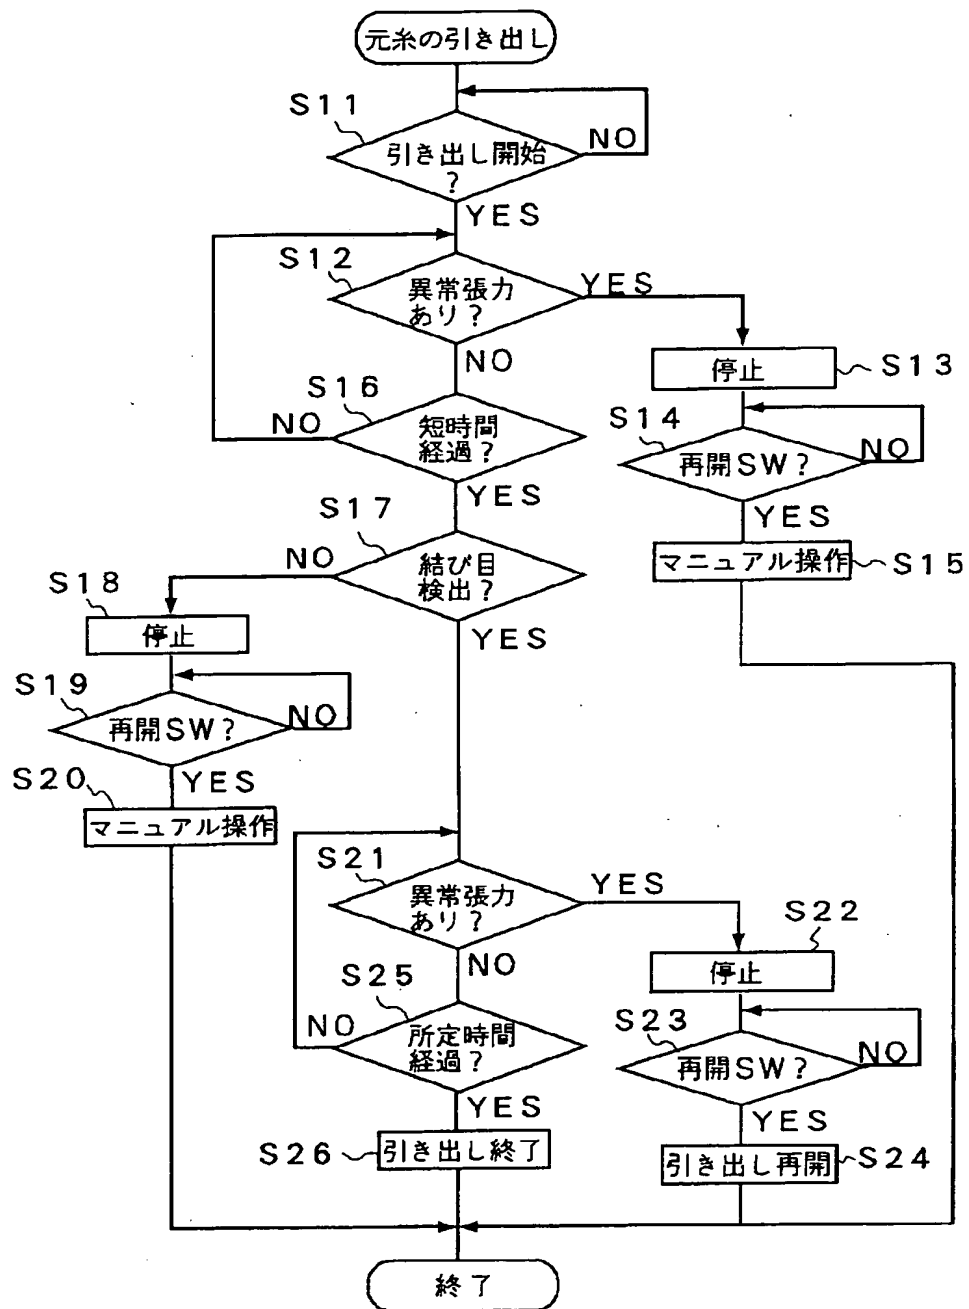 元糸の引き出し
S11
引き出し開始
?
NO
YES
S12
異常張力
あり?
YES
NO
停止
S13
S16
短時間
経過?
NO
YES
S14
再開SW?
NO
YES
マニュアル操作
S15
S17
結び目
検出?
NO
YES
S18
停止
S19
再開SW?
NO
YES
S20
マニュアル操作
S21
異常張力
あり?
YES
NO
S22
停止
S25
所定時間
経過?
NO
YES
S23
再開SW?
NO
YES
S26
引き出し終了
引き出し再開
S24
終了